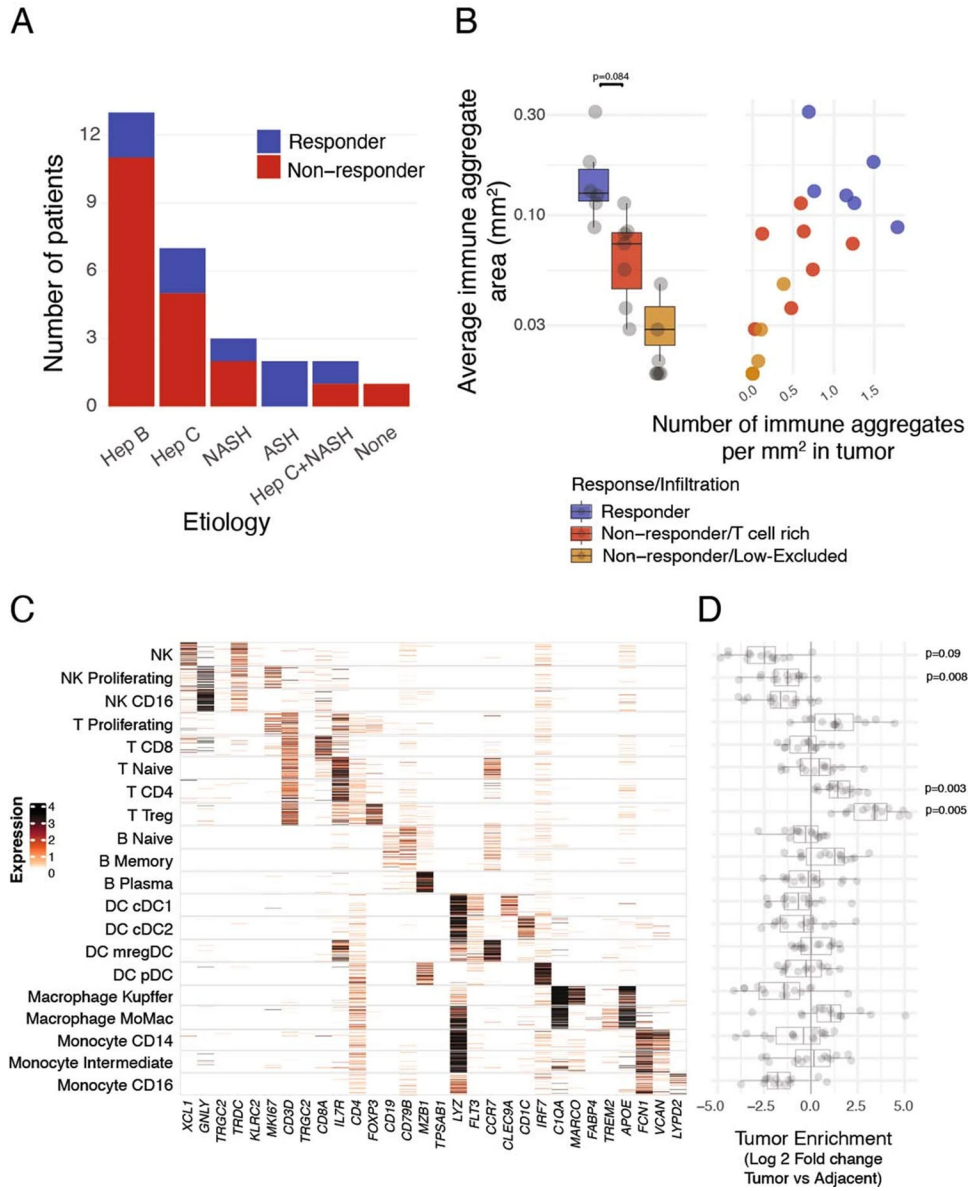 A
Number of patients
12
9
6
3
0
Responder
Non-responder
Hep B
Hep C
NASH
ASH
Hep C+NASH
None
Etiology
B
Average immune aggregate
area (mm²)
p=0.084
0.30
0.10
0.03
0.0
0.5
1.0
1.5
Number of immune aggregates
per mm² in tumor
Response/Infiltration
Responder
Non-responder/T cell rich
Non-responder/Low-Excluded
C
Expression
4
3
2
1
0
NK
NK Proliferating
NK CD16
T Proliferating
T CD8
T Naive
T CD4
T Treg
B Naive
B Memory
B Plasma
DC cDC1
DC cDC2
DC mregDC
DC pDC
Macrophage Kupffer
Macrophage MoMac
Monocyte CD14
Monocyte Intermediate
Monocyte CD16
XCL1
GNLY
TRGC2
TRDC
KLRC2
MKI67
CD3D
TRGC2
CD8A
IL7R
CD4
FOXP3
CD19
CD79B
MZB1
TPSAB1
LYZ
FLT3
CCR7
CLEC9A
CD1C
IRF7
C1QA
MARCO
FABP4
TREM2
APOE
FCN1
VCAN
LYPD2
D
p=0.09
p=0.008
p=0.003
p=0.005
−5.0
−2.5
0
2.5
5.0
Tumor Enrichment
(Log 2 Fold change
Tumor vs Adjacent)